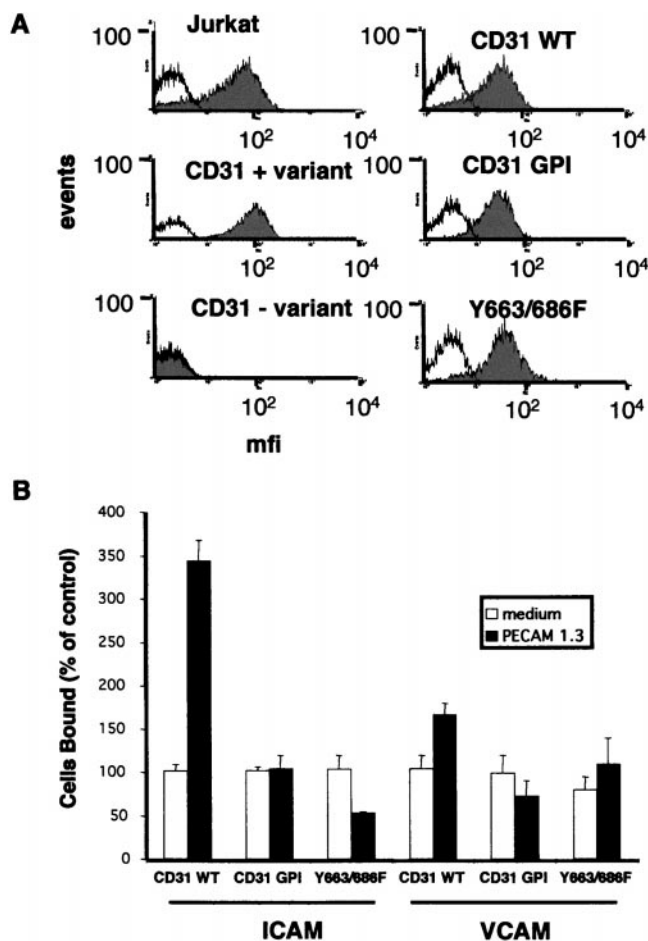 A
Jurkat
100
10² 10⁴
CD31 WT
100
10² 10⁴
events
CD31 + variant
100
10² 10⁴
CD31 GPI
100
10² 10⁴
CD31 - variant
100
10² 10⁴
Y663/686F
100
10² 10⁴
mfi
B
Cells Bound (% of control)
400
350
300
250
200
150
100
50
0
medium
PECAM 1.3
CD31 WT CD31 GPI Y663/686F CD31 WT CD31 GPI Y663/686F
ICAM VCAM